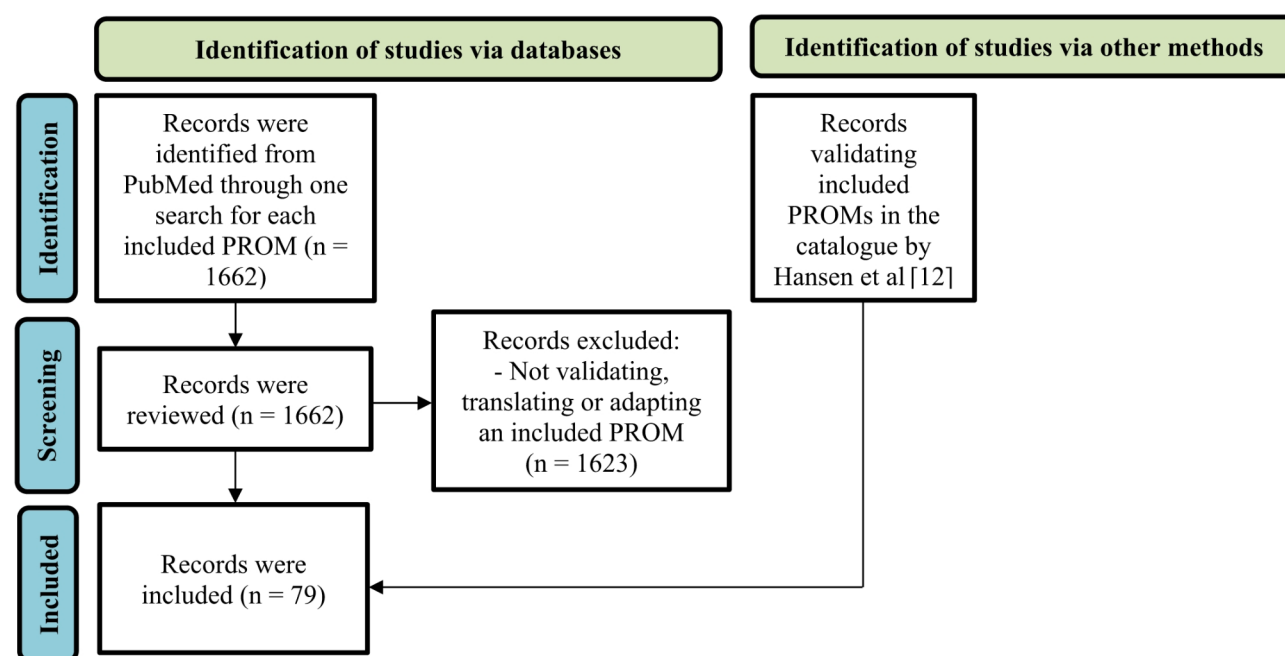 Identification of studies via databases
Identification of studies via other methods
Identification
Records were
identified from
PubMed through one
search for each
included PROM (n =
1662)
Records
validating
included
PROMs in the
catalogue by
Hansen et al [12]
Screening
Records were
reviewed (n = 1662)
Records excluded:
- Not validating,
translating or adapting
an included PROM
(n = 1623)
Included
Records were
included (n = 79)